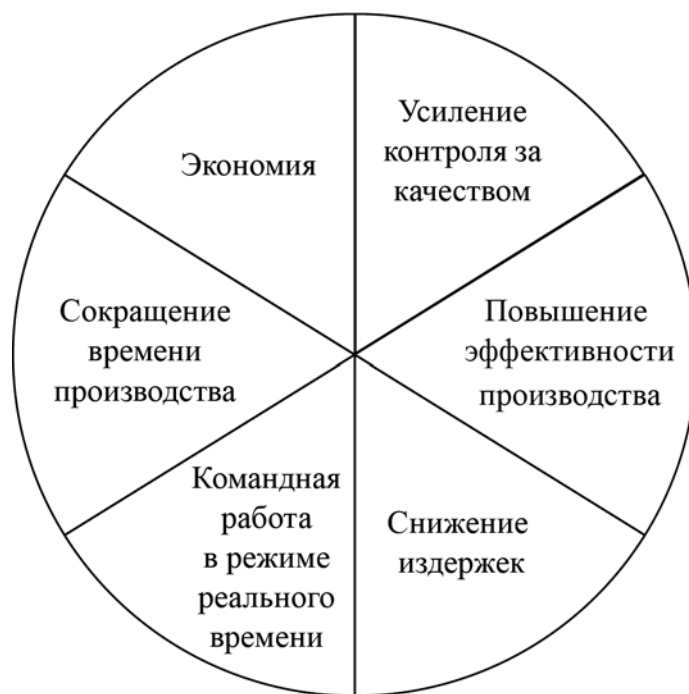 Экономия
Усиление
контроля за
качеством
Сокращение
времени
производства
Повышение
эффективности
производства
Командная
работа
в режиме
реального
времени
Снижение
издержек